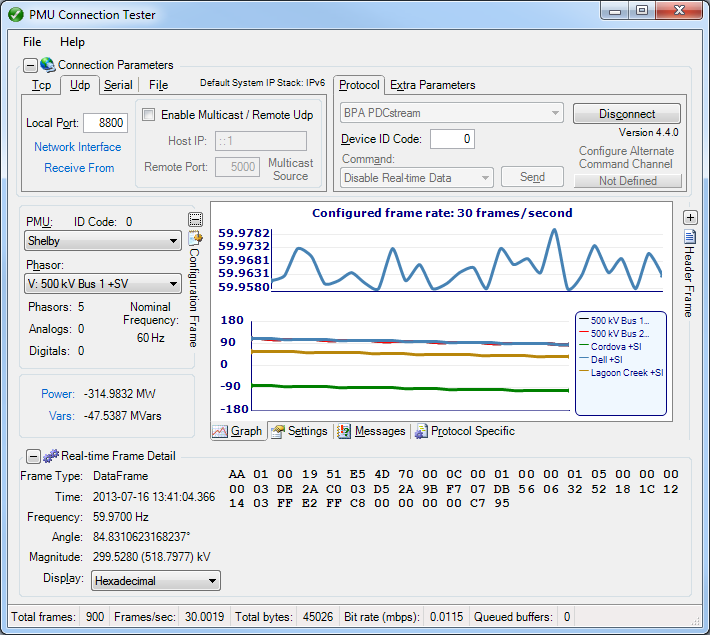 PMU Connection Tester
File Help
Connection Parameters
Tcp Udp Serial File Default System IP Stack: IPv6
Local Port: 8800
Network Interface
Receive From
Enable Multicast / Remote Udp
Host IP: ::1
Remote Port: 5000 Multicast Source
Protocol Extra Parameters
BPA PDCstream
Device ID Code: 0
Command:
Disable Real-time Data Send
Disconnect
Version 4.4.0
Configure Alternate
Command Channel
Not Defined
PMU: ID Code: 0
Shelby
Phasor:
V: 500 kV Bus 1 +SV
Phasors: 5
Analogs: 0
Digitals: 0
Nominal
Frequency:
60 Hz
Power: -314.9832 MW
Vars: -47.5387 MVars
Configuration Frame
Configured frame rate: 30 frames/second
59.9782
59.9732
59.9681
59.9631
59.9580
180
90
0
-90
-180
500 kV Bus 1...
500 kV Bus 2...
Cordova +SI
Dell +SI
Lagoon Creek +SI
Header Frame
Graph Settings Messages Protocol Specific
Real-time Frame Detail
Frame Type: DataFrame
Time: 2013-07-16 13:41:04.366
Frequency: 59.9700 Hz
Angle: 84.8310623168237°
Magnitude: 299.5280 (518.7977) kV
Display: Hexadecimal
AA 01 00 19 51 E5 4D 70 00 0C 00 01 00 00 01 05 00 00 00
00 03 DE 2A C0 03 D5 2A 9B F7 07 DB 56 06 32 52 18 1C 12
14 03 FF E2 FF C8 00 00 00 00 C7 95
Total frames: 900 Frames/sec: 30.0019 Total bytes: 45026 Bit rate (mbps): 0.0115 Queued buffers: 0